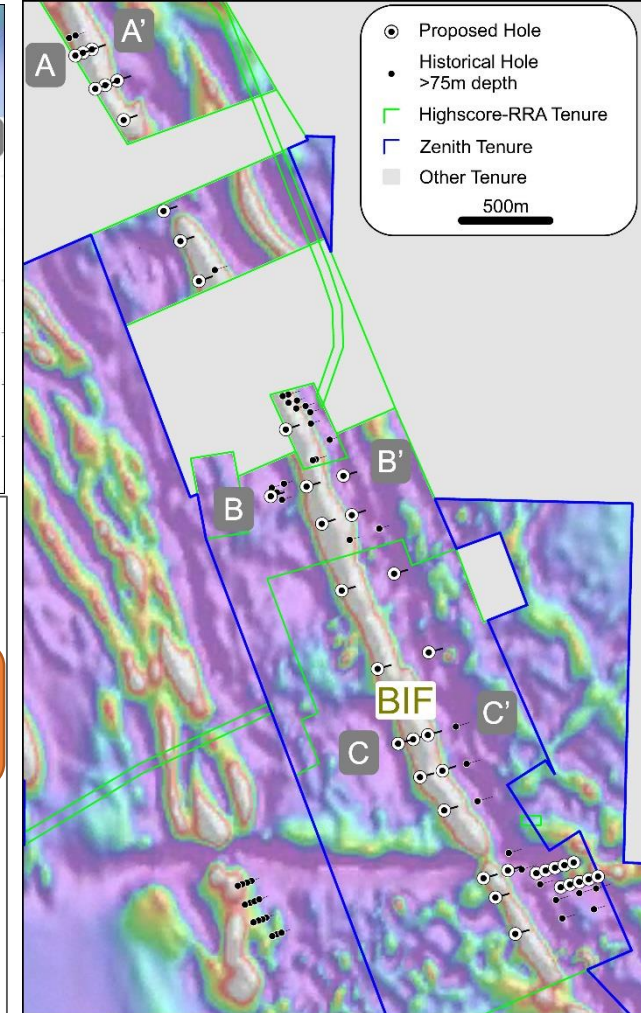 A
A'
Proposed Hole
Historical Hole
>75m depth
Highscore-RRA Tenure
Zenith Tenure
Other Tenure
500m
B
B'
BIF
C
C'